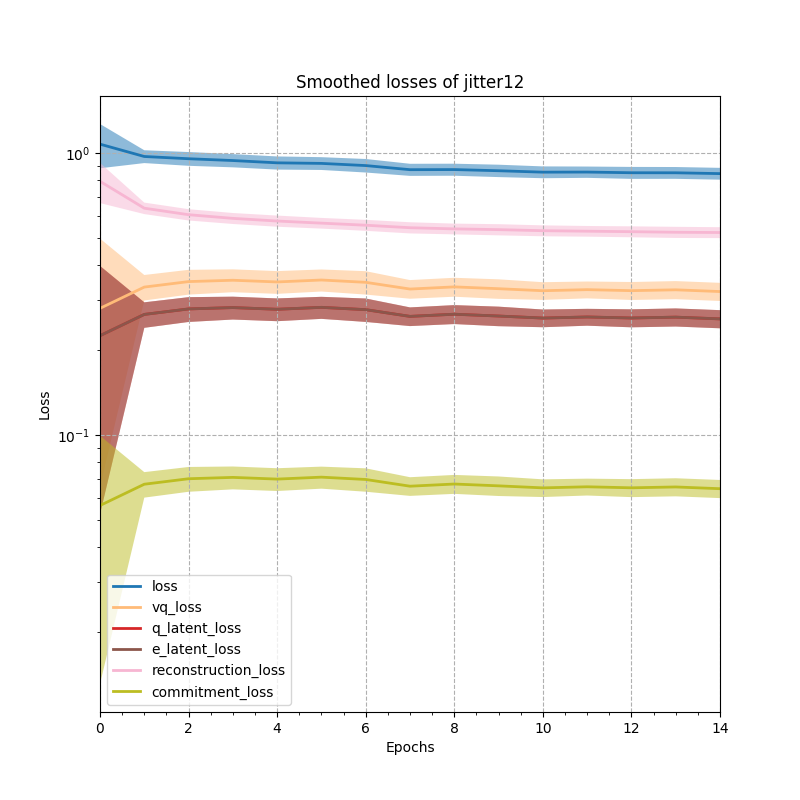 Smoothed losses of jitter12
Loss
10^0
10^-1
loss
vq_loss
q_latent_loss
e_latent_loss
reconstruction_loss
commitment_loss
0 2 4 6 8 10 12 14
Epochs